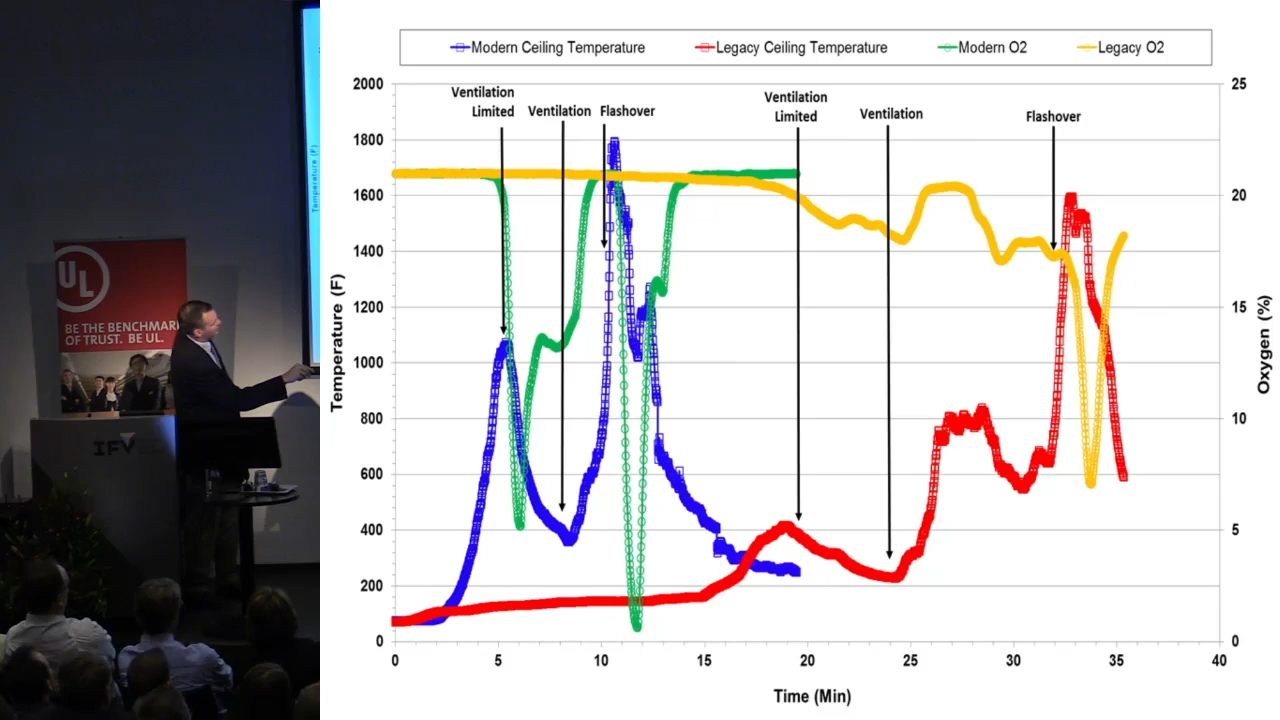 UL
BE THE BENCHMAR
OF TRUST. BE UL.
IFV
Temperature (F)
Modern Ceiling Temperature
Legacy Ceiling Temperature
Modern O2
Legacy O2
2000
1800
1600
1400
1200
1000
800
600
400
200
0
Temperature (F)
Ventilation
Limited
Ventilation
Flashover
Ventilation
Limited
Ventilation
Flashover
25
20
15
10
5
0
Oxygen (%)
0 5 10 15 20 25 30 35 40
Time (Min)